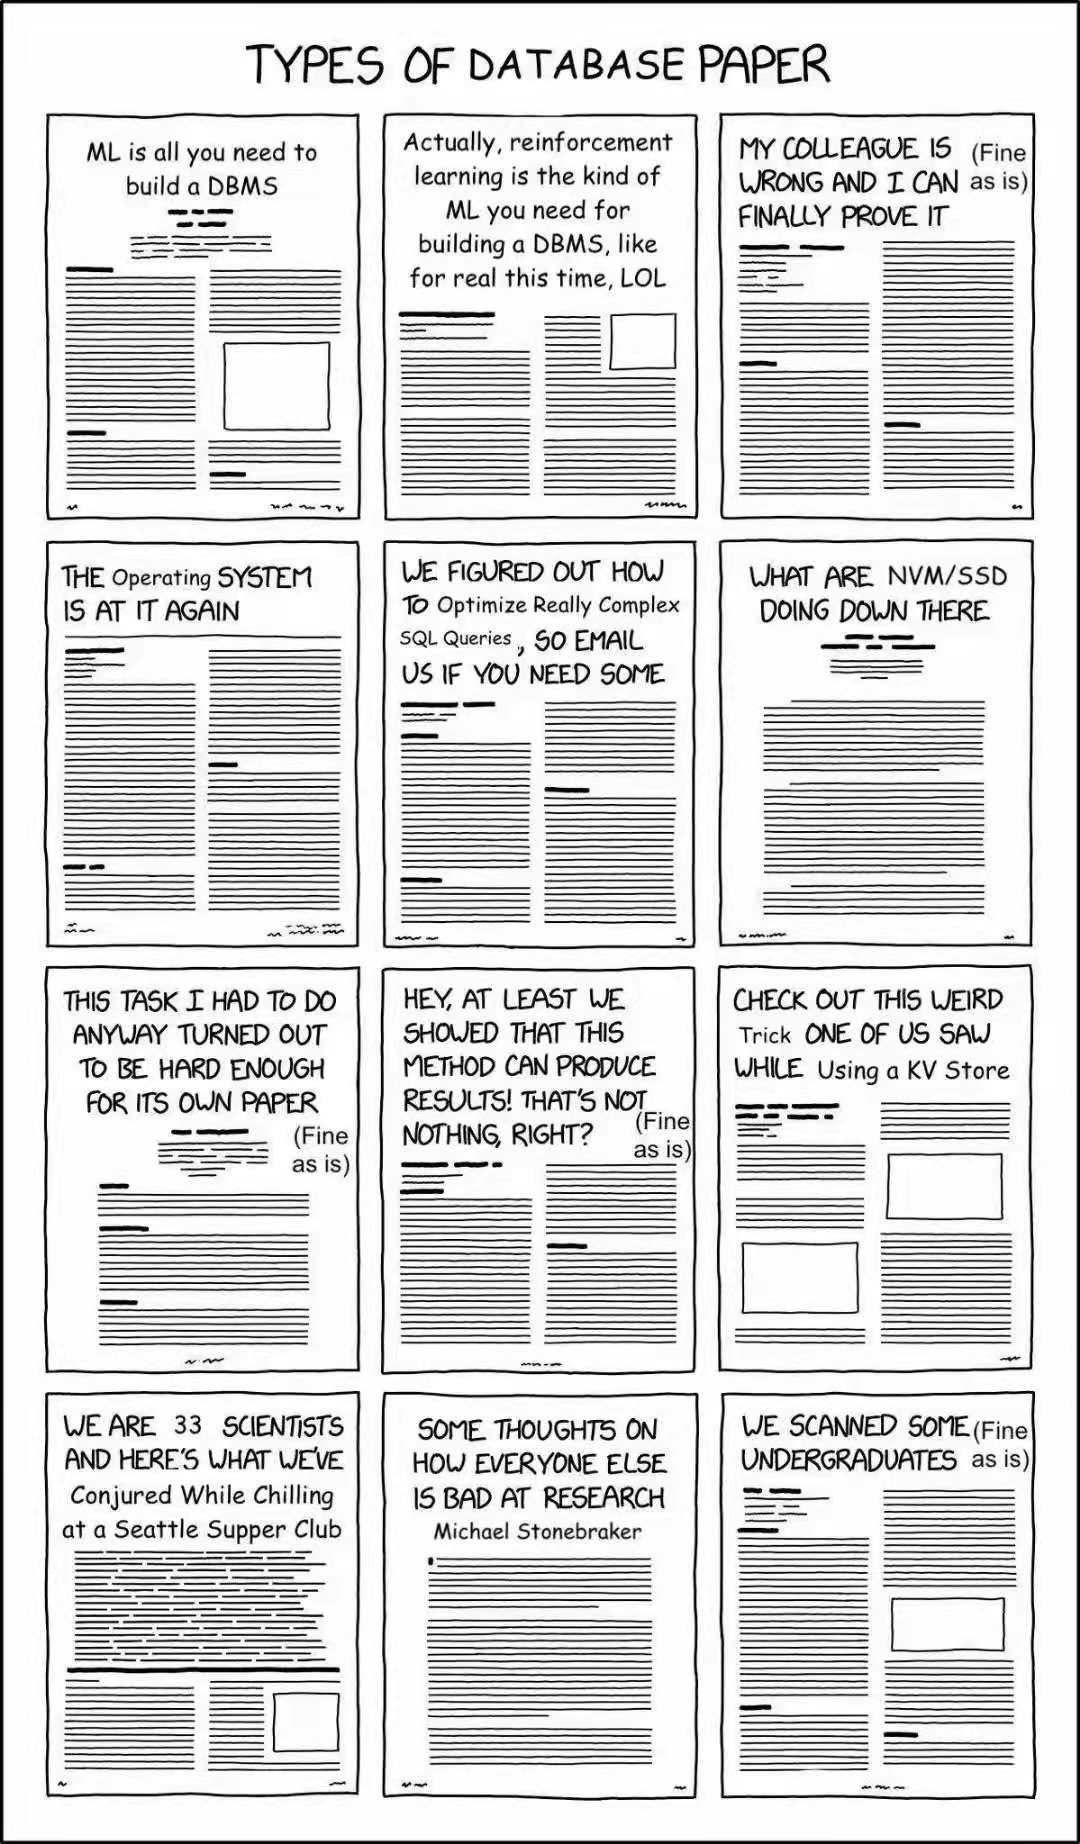 TYPES OF DATABASE PAPER
ML is all you need to
build a DBMS
Actually, reinforcement
learning is the kind of
ML you need for
building a DBMS, like
for real this time, LOL
MY COLLEAGUE IS (Fine
WRONG AND I CAN as is)
FINALLY PROVE IT
THE Operating SYSTEM
IS AT IT AGAIN
WE FIGURED OUT HOW
TO Optimize Really Complex
SQL Queries, SO EMAIL
US IF YOU NEED SOME
WHAT ARE NVM/SSD
DOING DOWN THERE
THIS TASK I HAD TO DO
ANYWAY TURNED OUT
TO BE HARD ENOUGH
FOR ITS OWN PAPER
(Fine
as is)
HEY, AT LEAST WE
SHOWED THAT THIS
METHOD CAN PRODUCE
RESULTS! THAT'S NOT
NOTHING, RIGHT? (Fine
as is)
CHECK OUT THIS WEIRD
Trick ONE OF US SAW
WHILE Using a KV Store
WE ARE 33 SCIENTISTS
AND HERE'S WHAT WE'VE
Conjured While Chilling
at a Seattle Supper Club
SOME THOUGHTS ON
HOW EVERYONE ELSE
IS BAD AT RESEARCH
Michael Stonebraker
WE SCANNED SOME (Fine
UNDERGRADUATES as is)